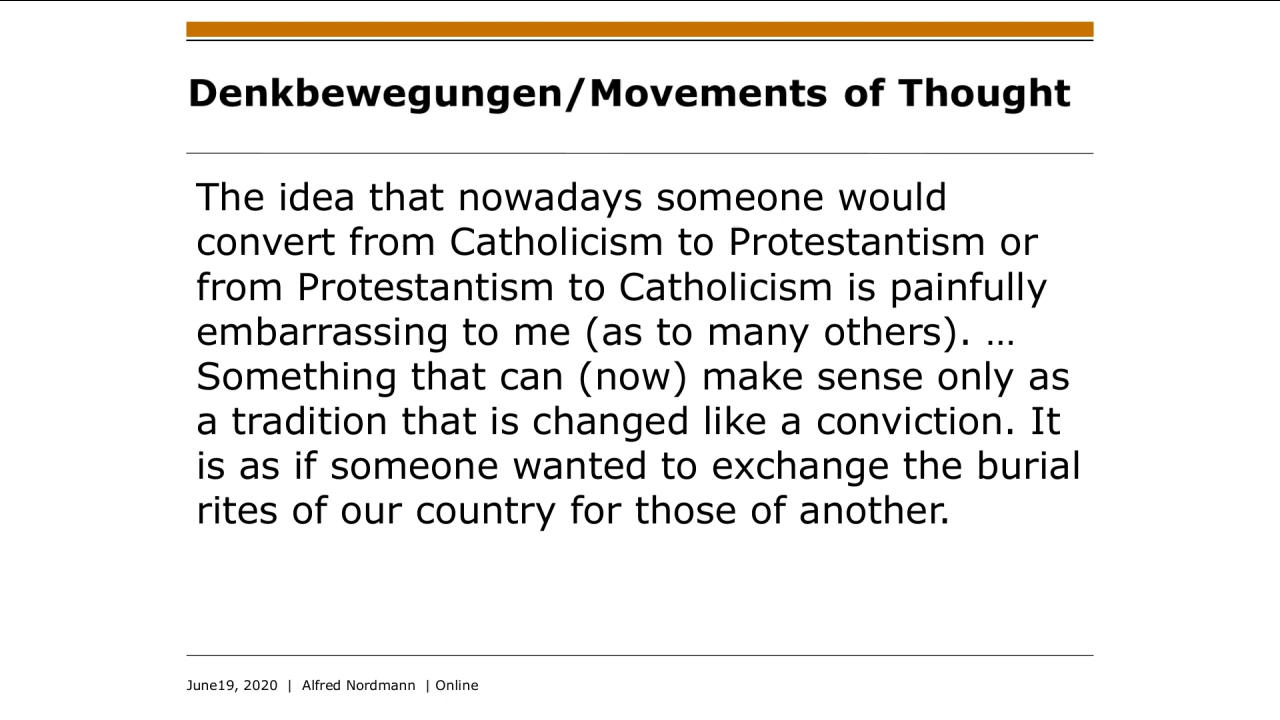 Denkbewegungen/Movements of Thought
The idea that nowadays someone would
convert from Catholicism to Protestantism or
from Protestantism to Catholicism is painfully
embarrassing to me (as to many others). …
Something that can (now) make sense only as
a tradition that is changed like a conviction. It
is as if someone wanted to exchange the burial
rites of our country for those of another.
June19, 2020 | Alfred Nordmann | Online